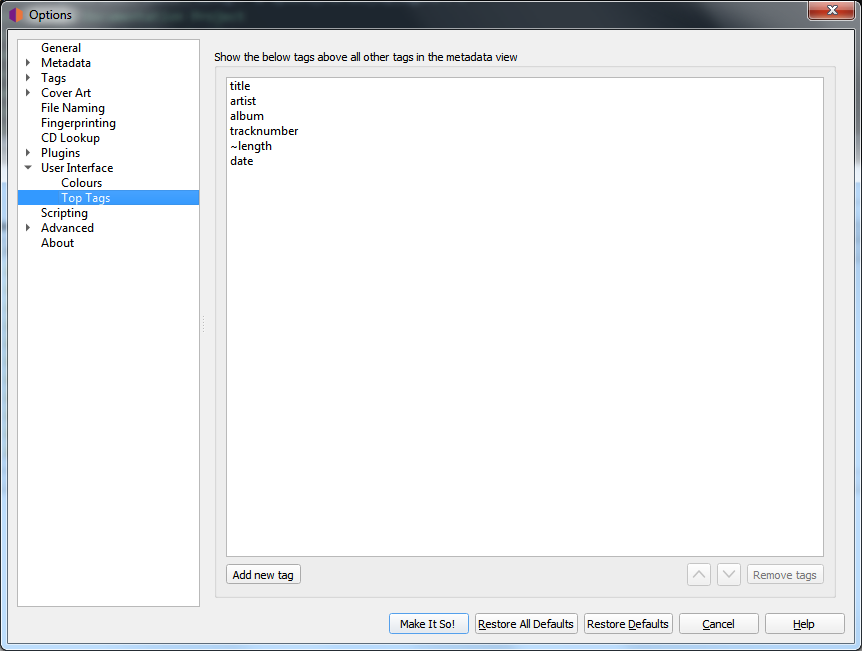 Options
General
Metadata
Tags
Cover Art
File Naming
Fingerprinting
CD Lookup
Plugins
User Interface
Colours
Top Tags
Scripting
Advanced
About
Show the below tags above all other tags in the metadata view
title
artist
album
tracknumber
~length
date
Add new tag
Remove tags
Make It So!
Restore All Defaults
Restore Defaults
Cancel
Help